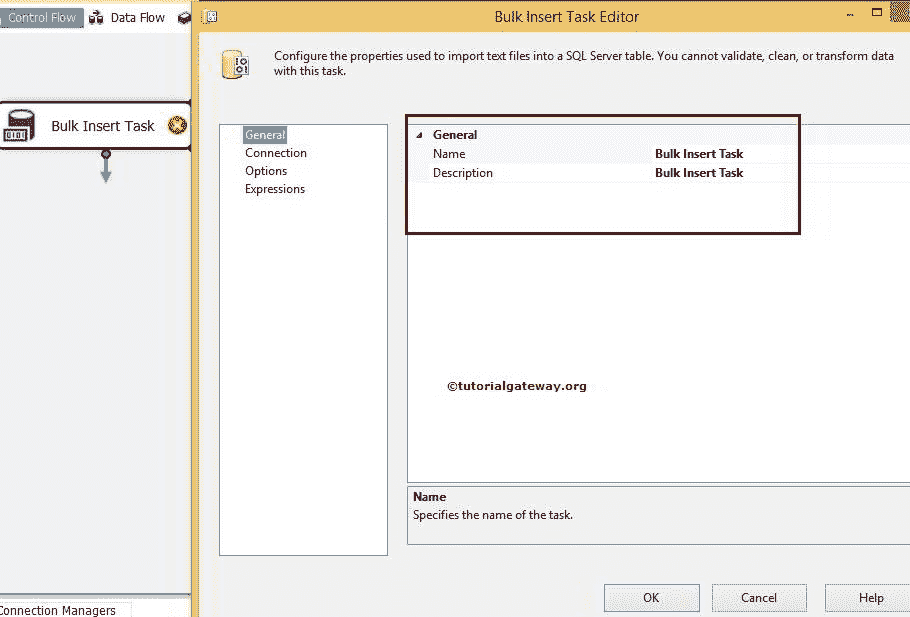 Control Flow
Data Flow
Bulk Insert Task Editor
Configure the properties used to import text files into a SQL Server table. You cannot validate, clean, or transform data
with this task.
Bulk Insert Task
General
Connection
Options
Expressions
General
Name Bulk Insert Task
Description Bulk Insert Task
©tutorialgateway.org
Name
Specifies the name of the task.
OK
Cancel
Help
Connection Managers